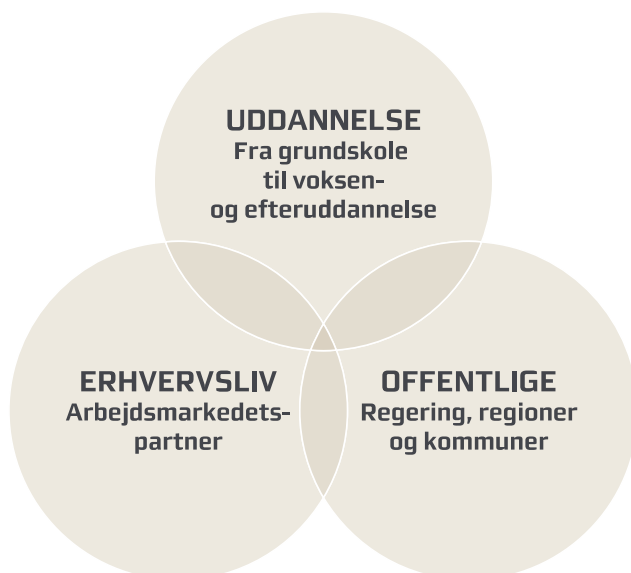 UDDANNELSE
Fra grundskole
til voksen-
og efteruddannelse
ERHVERVSLIV
Arbejdsmarkedets-
partner
OFFENTLIGE
Regering, regioner
og kommuner